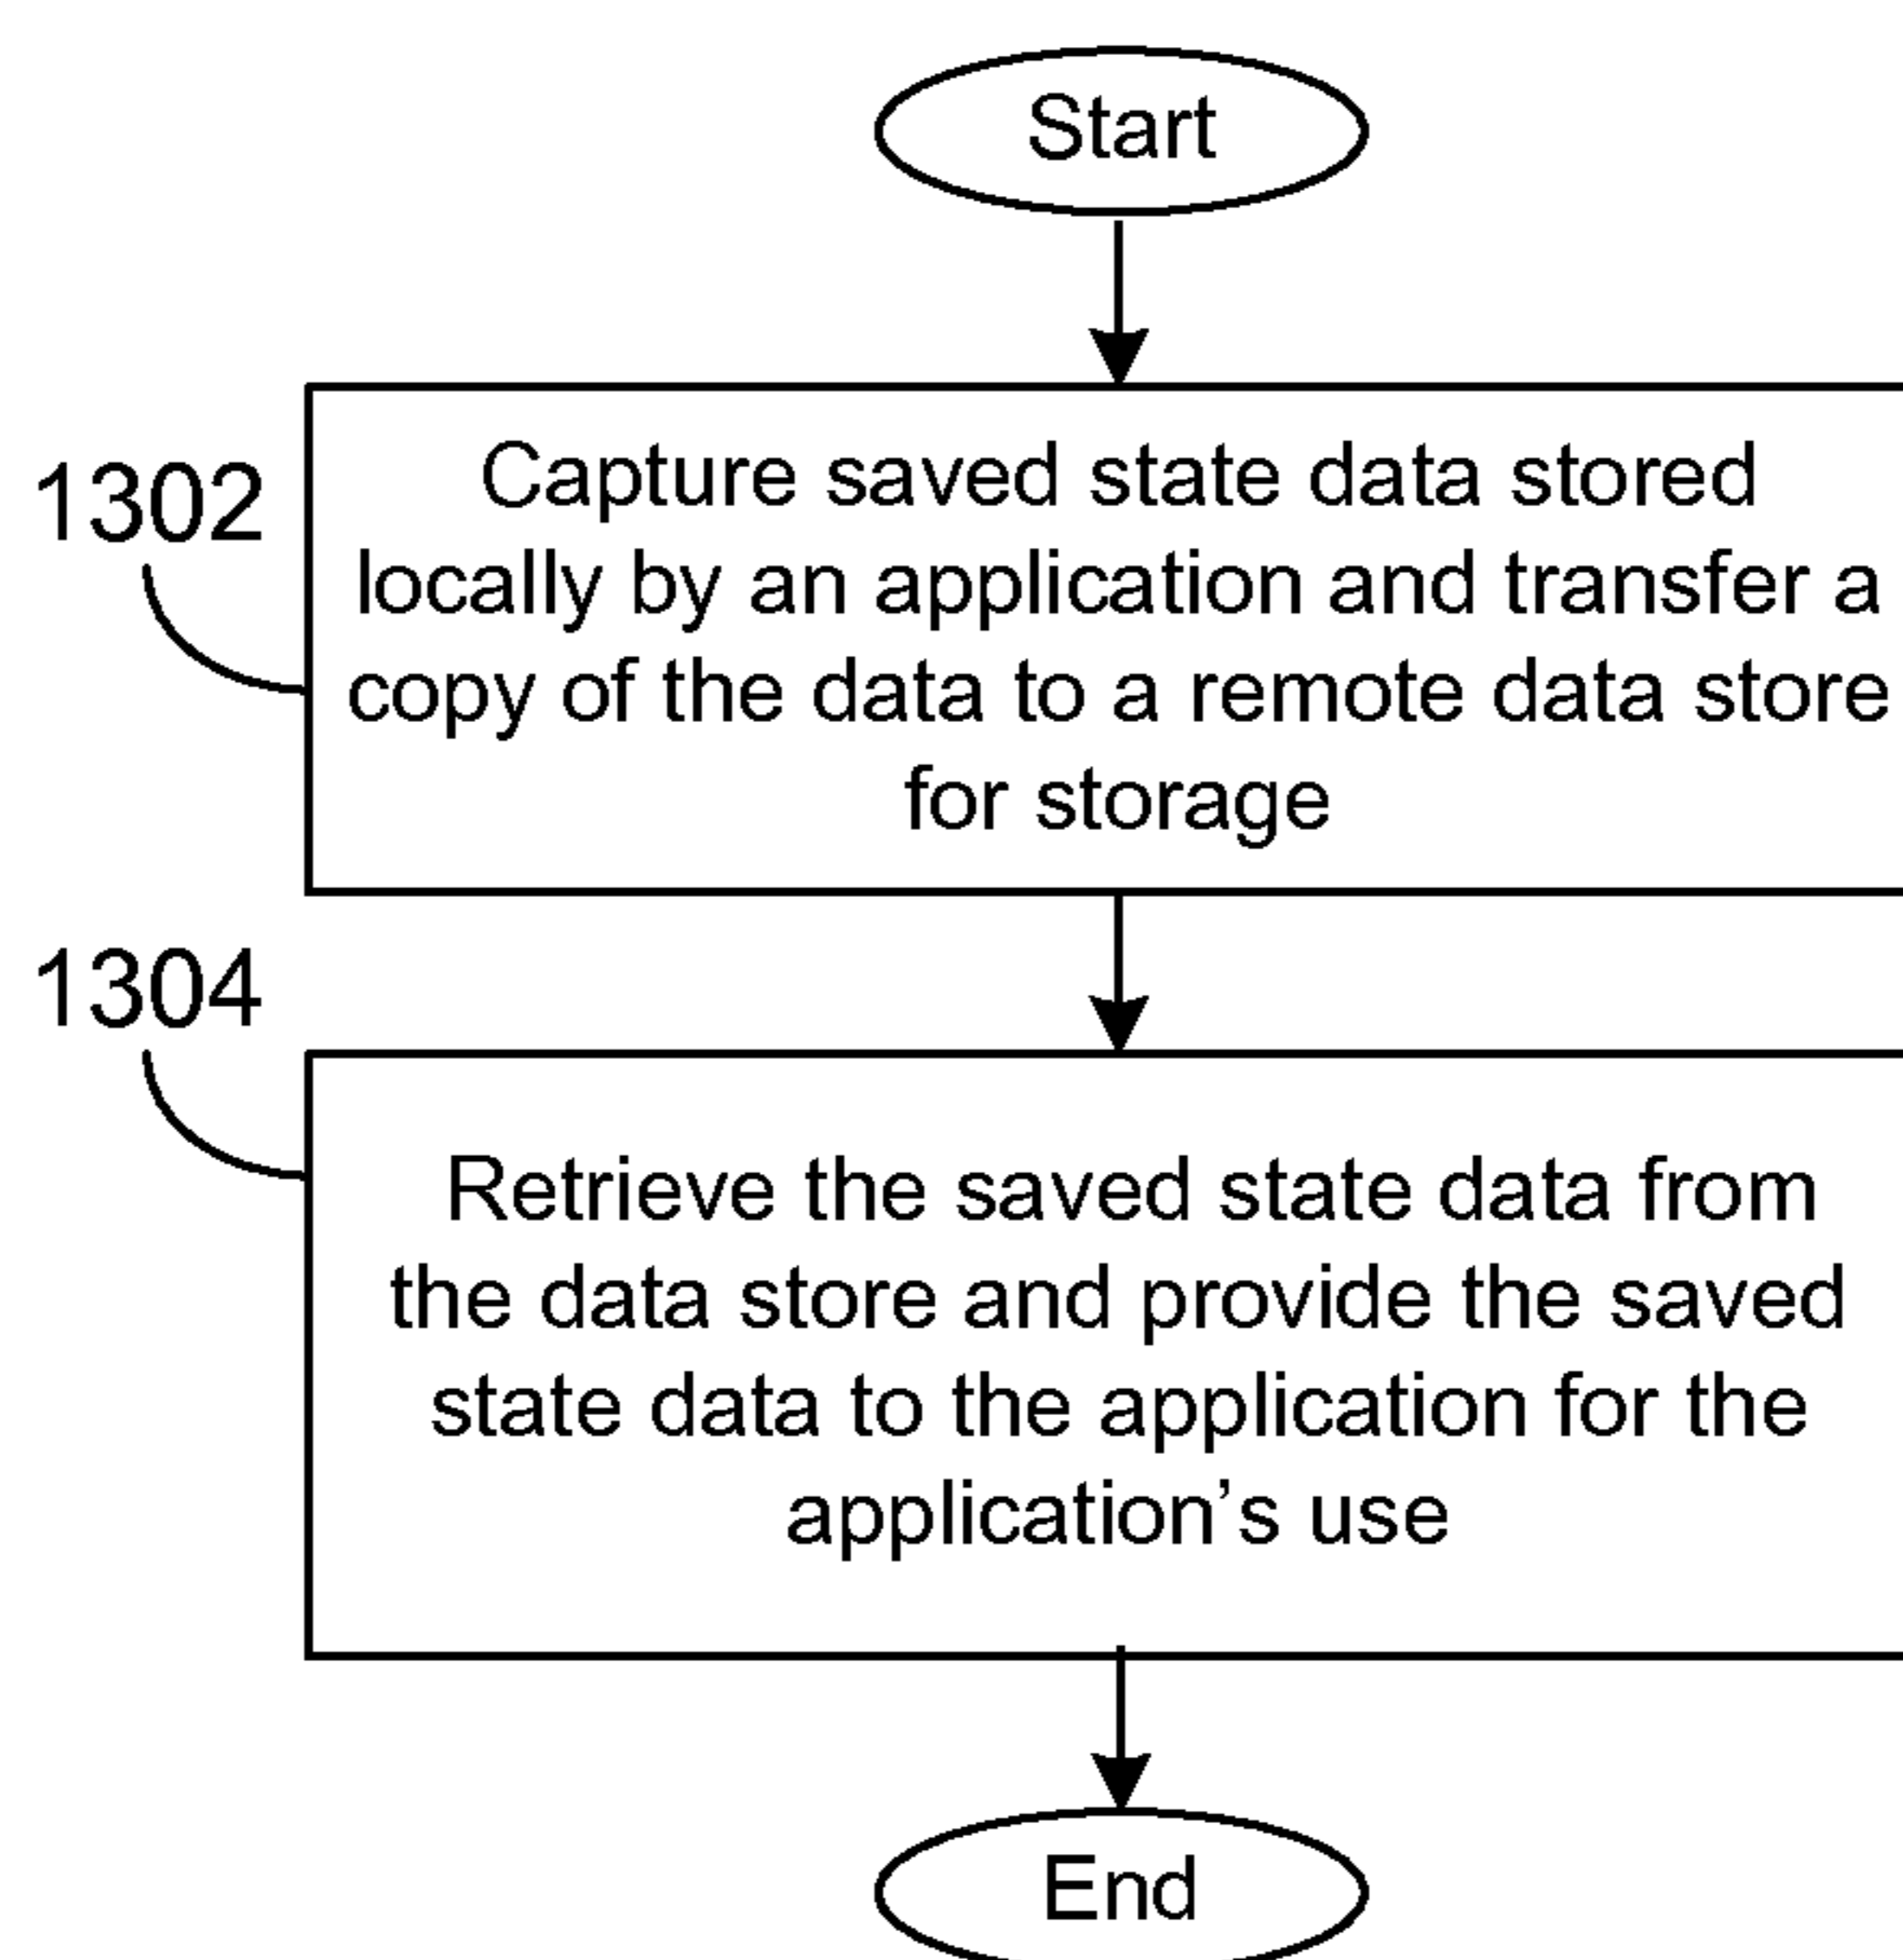 Start
1302
Capture saved state data stored
locally by an application and transfer a
copy of the data to a remote data store
for storage
1304
Retrieve the saved state data from
the data store and provide the saved
state data to the application for the
application’s use
End